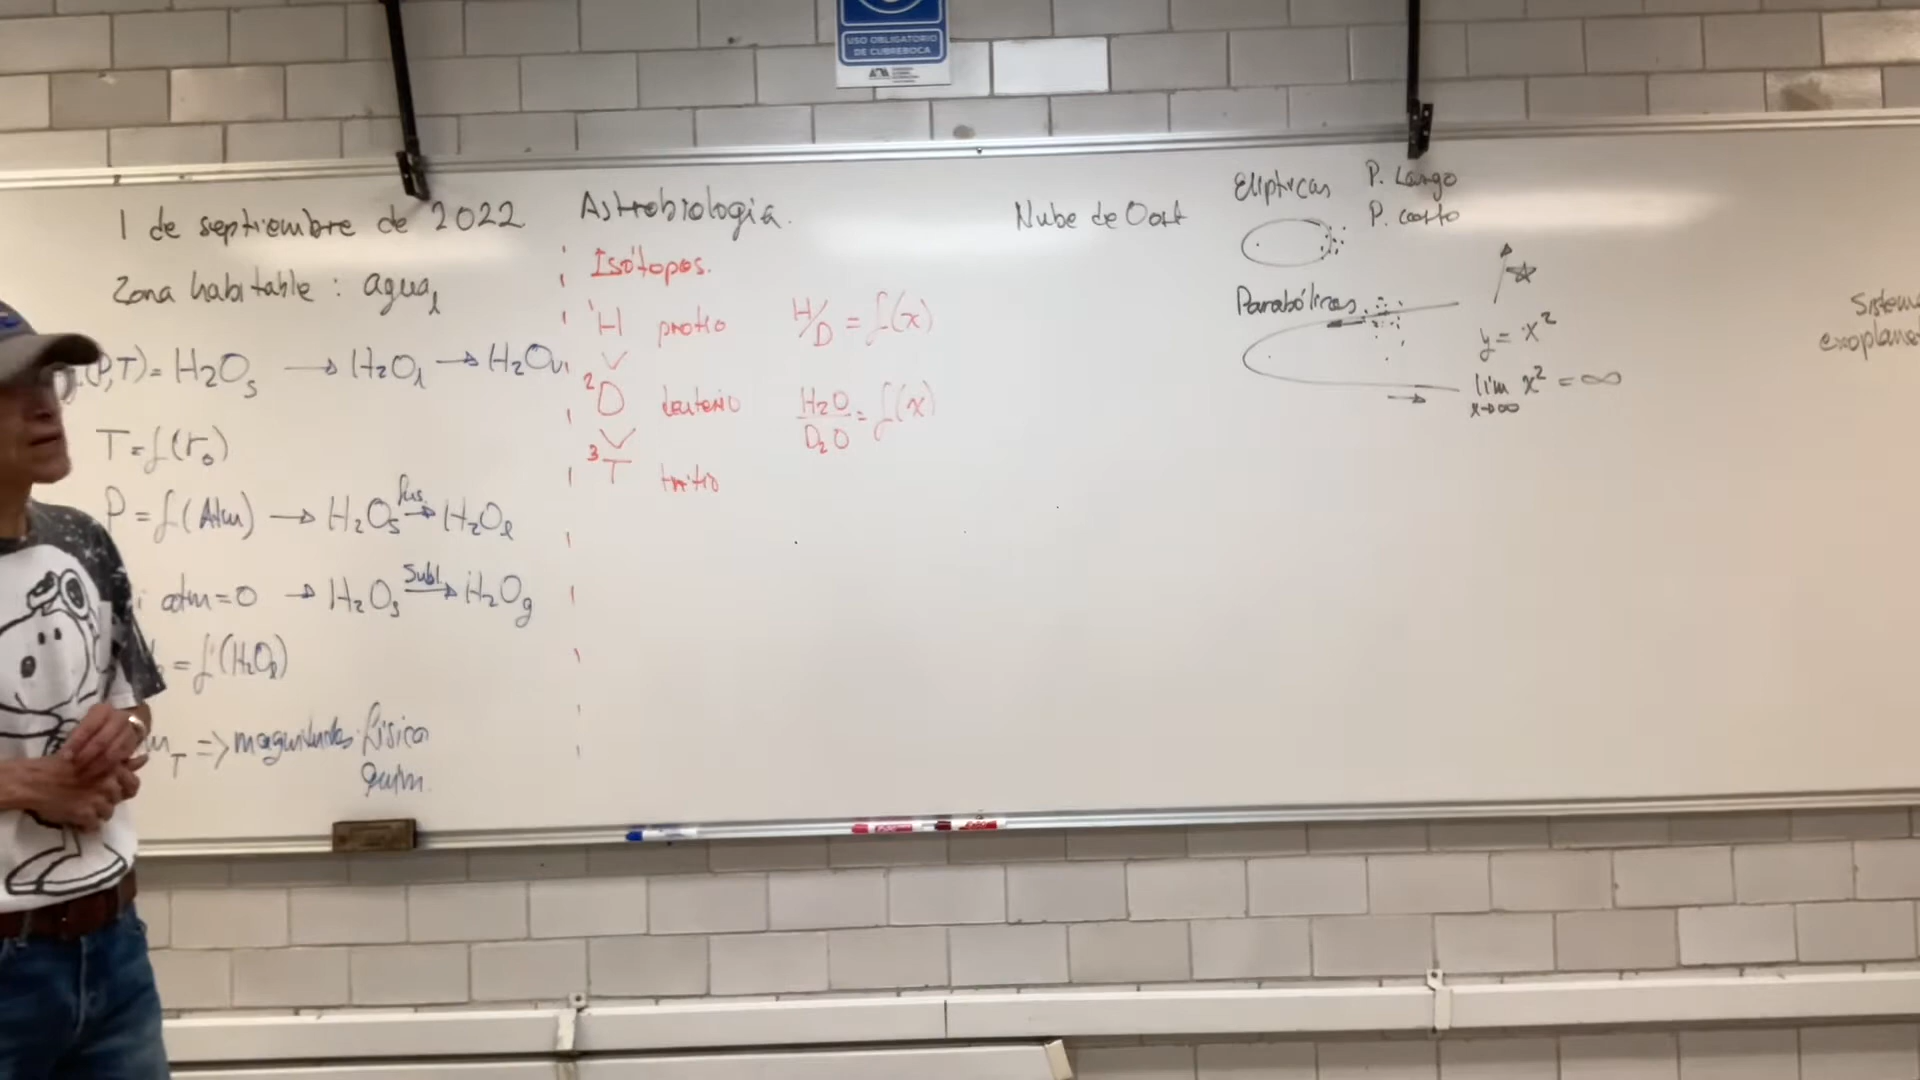 USO OBLIGATORIO
DE CUBREBOCA
1 de septiembre de 2022 Astrobiología.
Zona habitable : agua l
(P,T) = H₂Os → H₂Ol → H₂Ov
T = f(r₀)
P = f(Atm) → H₂Os fus. → H₂Ol
atm = 0 → H₂Os Subl → H₂Og
= f(H₂Ol)
T => magnitudes física
quím.
Isótopos.
¹H protio H/D = f(x)
²D deuterio H₂O/D₂O = f(x)
³T tritio
Nube de Oort
Elípticas P. Largo
P. corto
Parabólicas
y = x²
lim x² = ∞
x→∞